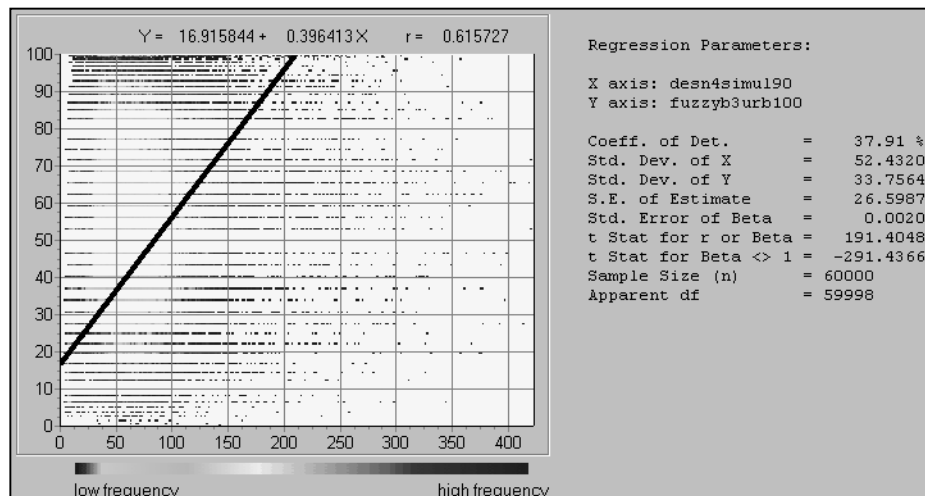 Y = 16.915844 + 0.396413 X r = 0.615727
100
90
80
70
60
50
40
30
20
10
0
0 50 100 150 200 250 300 350 400
low frequency high frequency
Regression Parameters:
X axis: desn4simul90
Y axis: fuzzyb3urb100
Coeff. of Det. = 37.91 %
Std. Dev. of X = 52.4320
Std. Dev. of Y = 33.7564
S.E. of Estimate = 26.5987
Std. Error of Beta = 0.0020
t Stat for r or Beta = 191.4048
t Stat for Beta <> 1 = -291.4366
Sample Size (n) = 60000
Apparent df = 59998